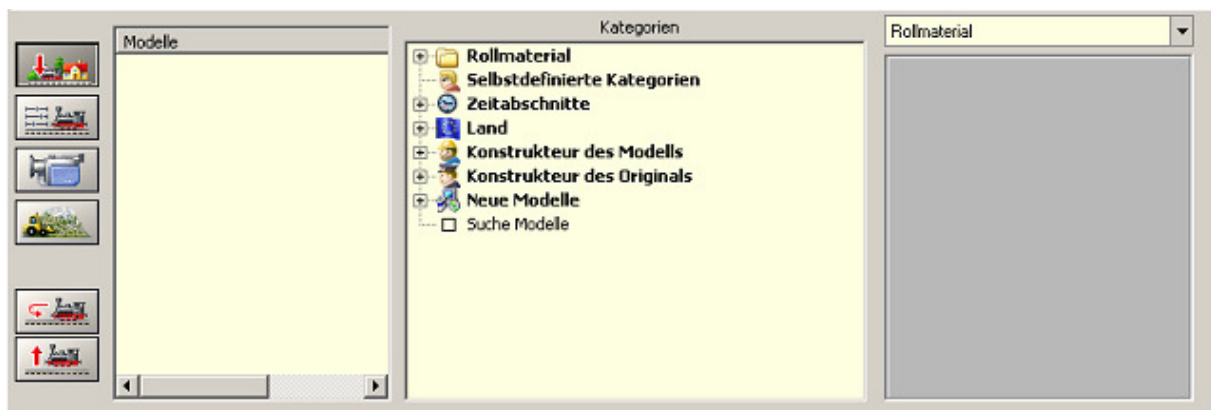 Modelle
Kategorien
Rollmaterial
Selbstdefinierte Kategorien
Zeitabschnitte
Land
Konstrukteur des Modells
Konstrukteur des Originals
Neue Modelle
Suche Modelle
Rollmaterial